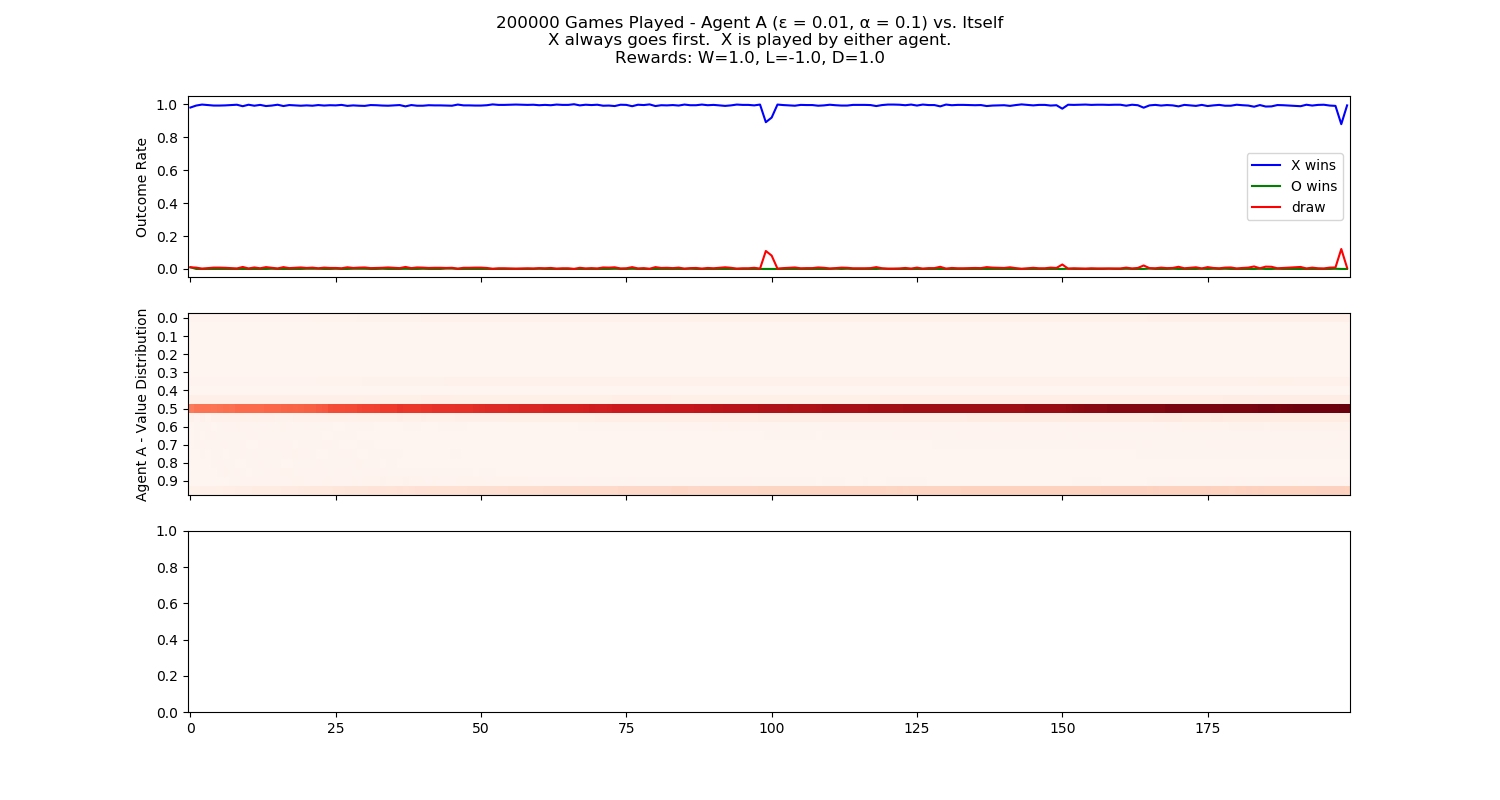 200000 Games Played - Agent A (ε = 0.01, α = 0.1) vs. Itself
X always goes first.  X is played by either agent.
Rewards: W=1.0, L=-1.0, D=1.0
1.0
0.8
0.6
0.4
0.2
0.0
Outcome Rate
X wins
O wins
draw
0.0
0.1
0.2
0.3
0.4
0.5
0.6
0.7
0.8
0.9
Agent A - Value Distribution
1.0
0.8
0.6
0.4
0.2
0.0
0 25 50 75 100 125 150 175